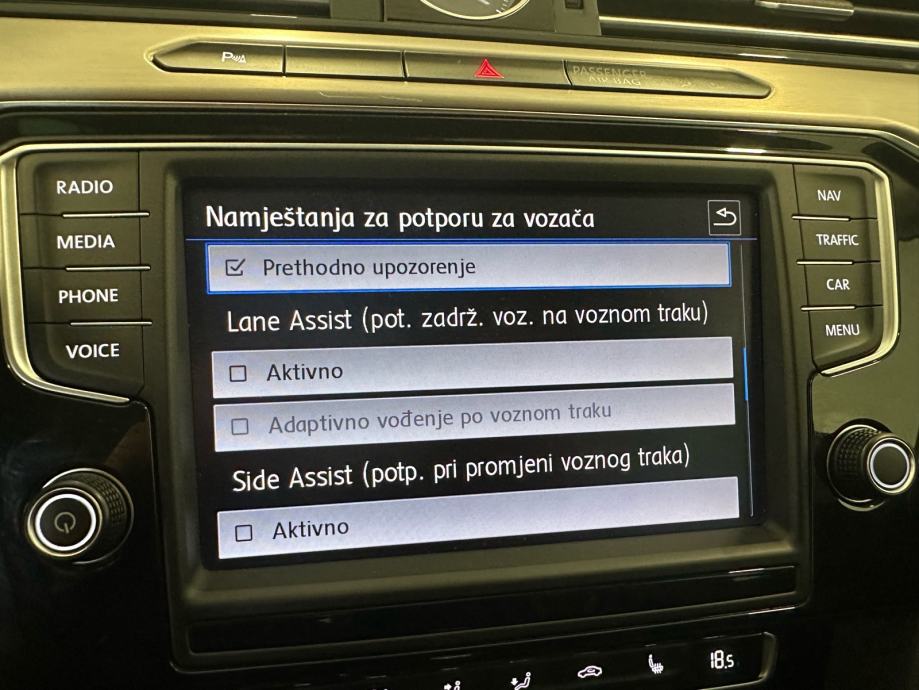 P
PASSENGER
AIR BAG
RADIO
MEDIA
PHONE
VOICE
Namještanja za potporu za vozača
Prethodno upozorenje
Lane Assist (pot. zadrž. voz. na voznom traku)
Aktivno
Adaptivno vođenje po voznom traku
Side Assist (potp. pri promjeni voznog traka)
Aktivno
NAV
TRAFFIC
CAR
MENU
18.5